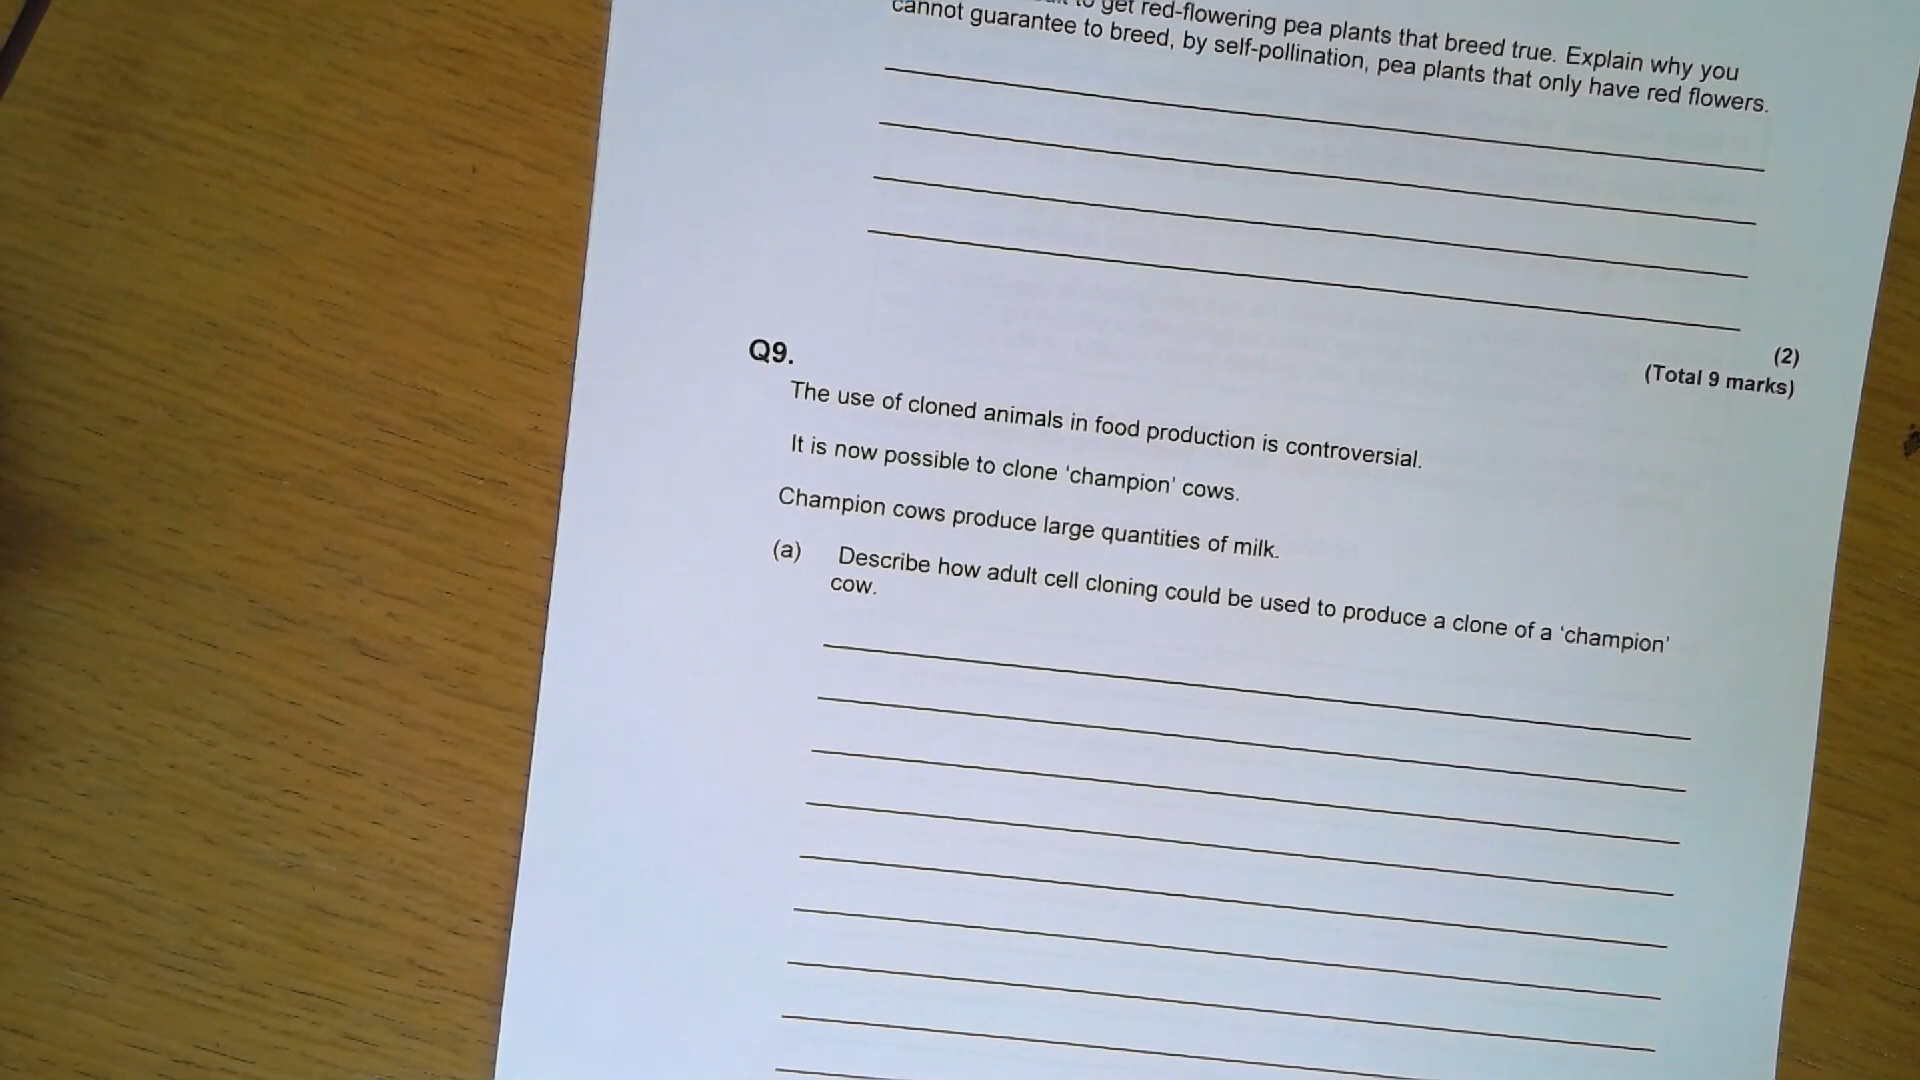 to get red-flowering pea plants that breed true. Explain why you
cannot guarantee to breed, by self-pollination, pea plants that only have red flowers.
(2)
(Total 9 marks)
Q9.
The use of cloned animals in food production is controversial.
It is now possible to clone ‘champion’ cows.
Champion cows produce large quantities of milk.
(a) Describe how adult cell cloning could be used to produce a clone of a ‘champion’
cow.